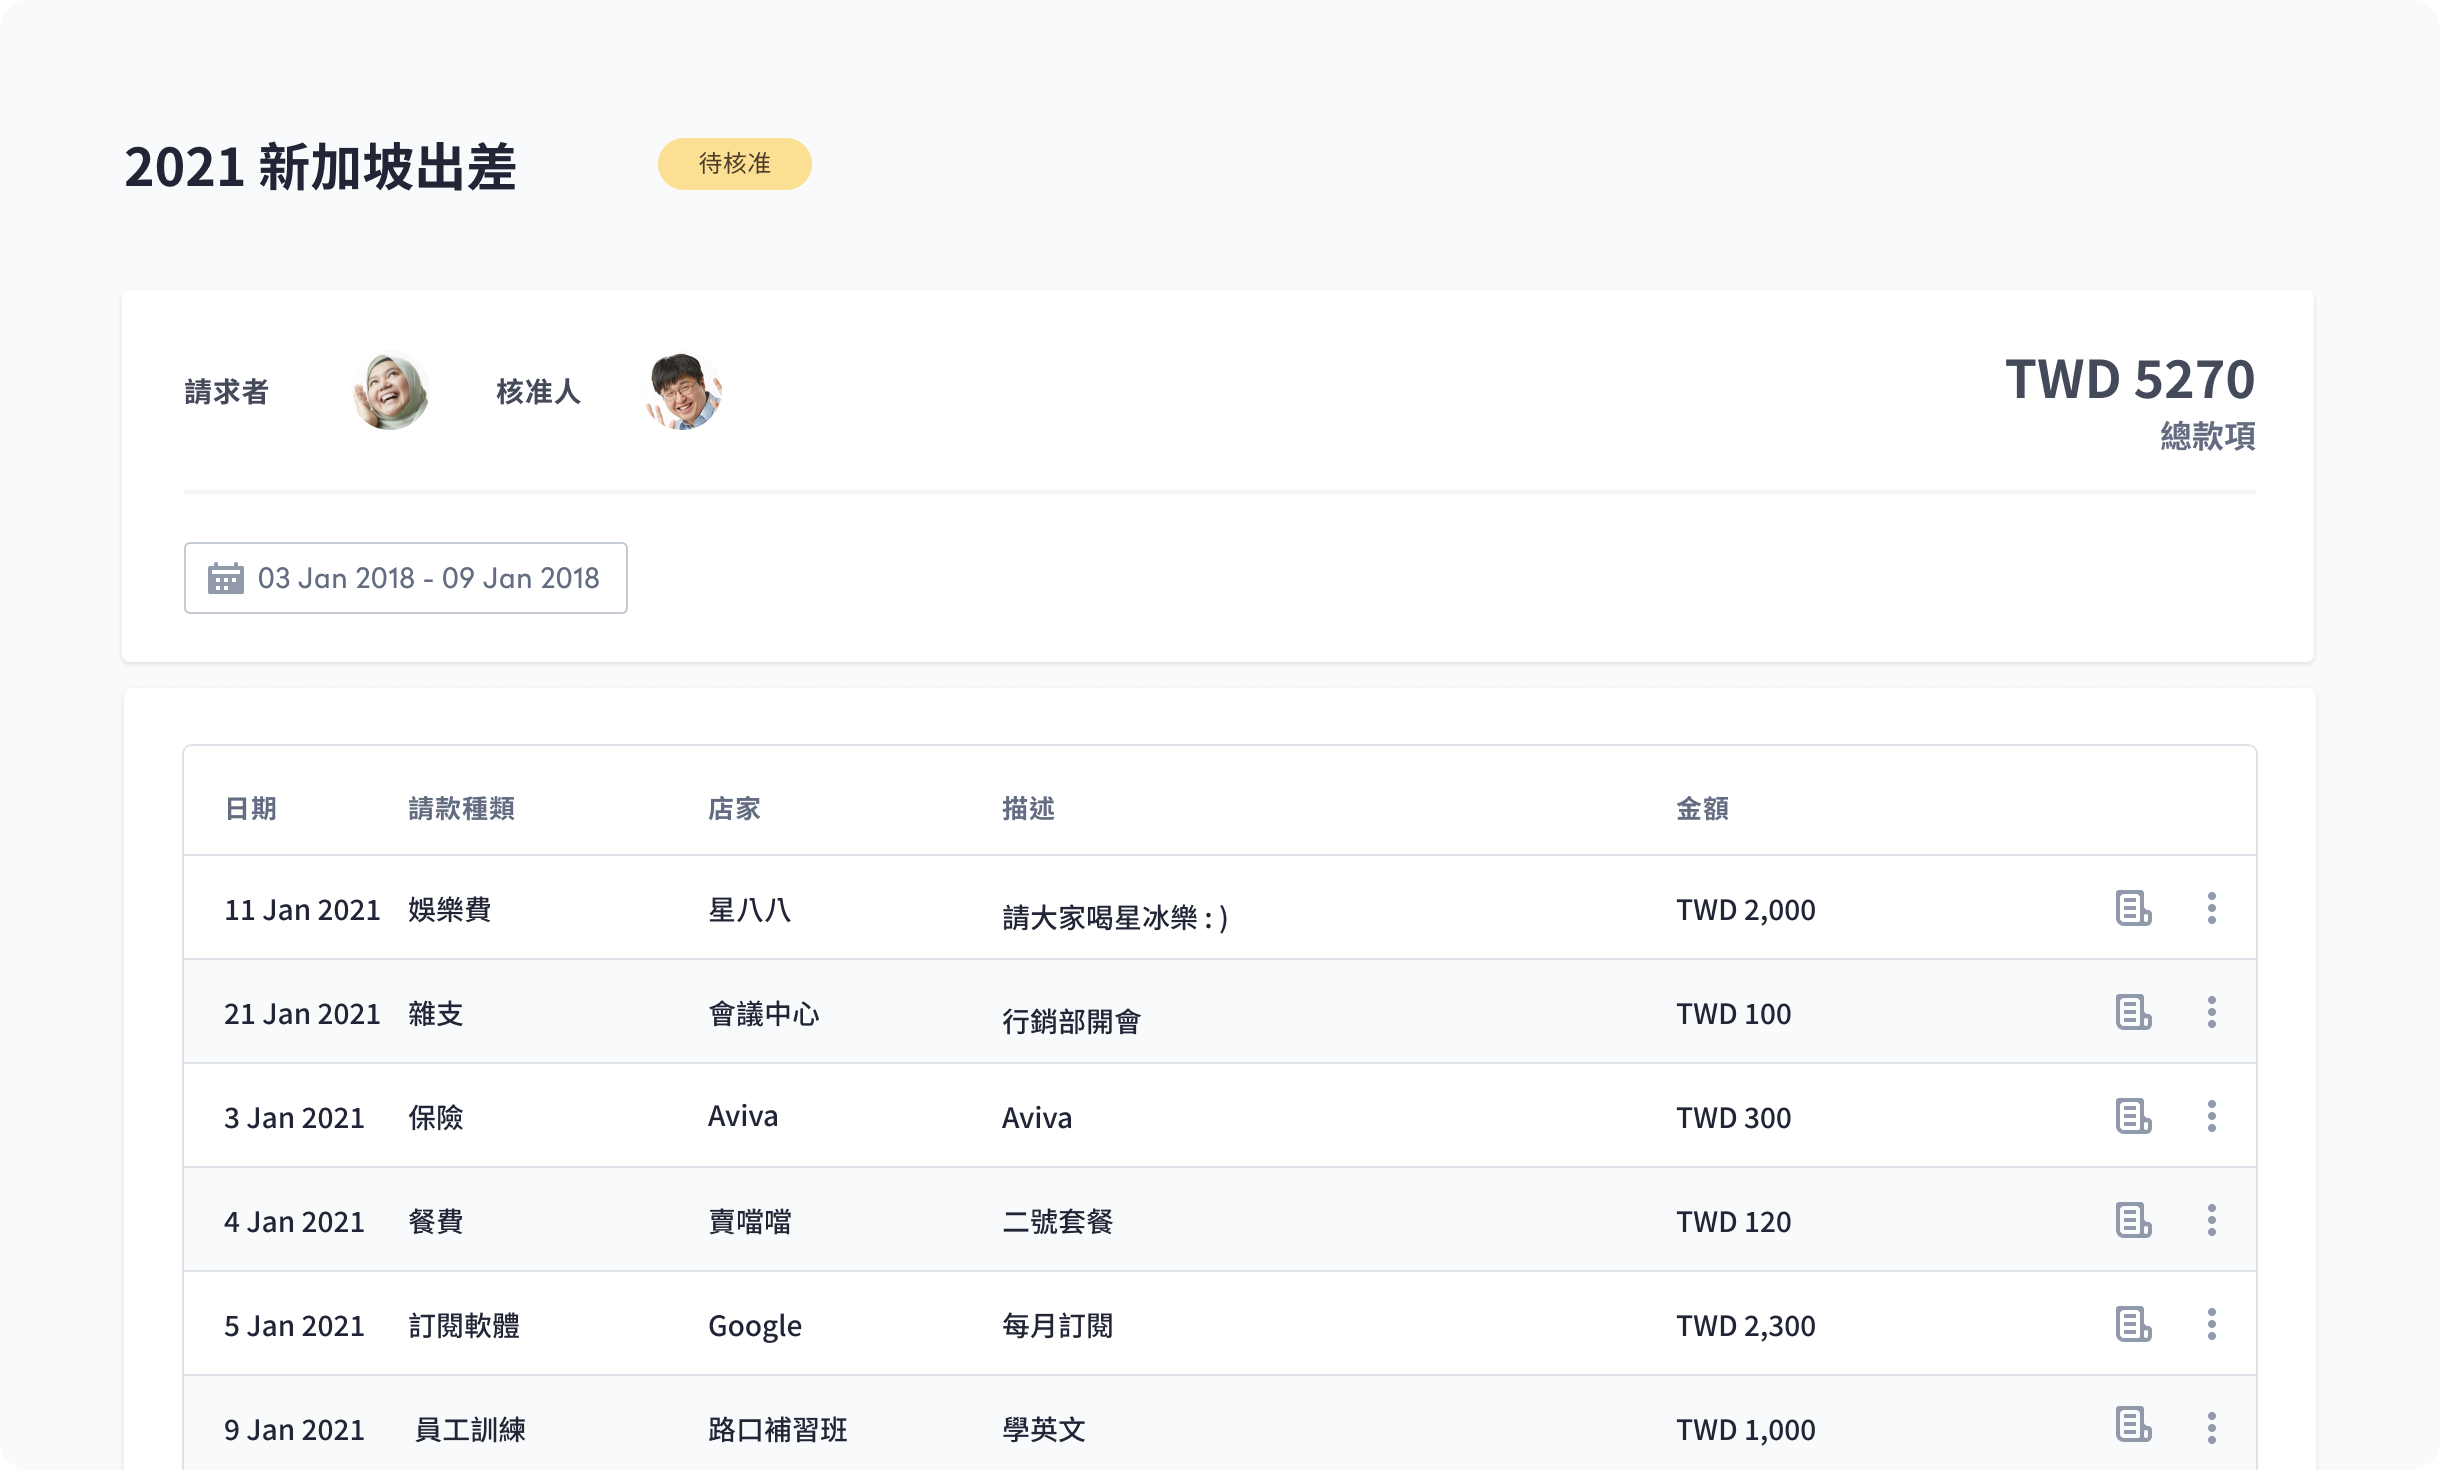 2021 新加坡出差
待核准
請求者
核准人
TWD 5270
總款項
03 Jan 2018 - 09 Jan 2018
日期 請款種類 店家 描述 金額
11 Jan 2021 娛樂費 星八八 請大家喝星冰樂 : ) TWD 2,000
21 Jan 2021 雜支 會議中心 行銷部開會 TWD 100
3 Jan 2021 保險 Aviva Aviva TWD 300
4 Jan 2021 餐費 賣噹噹 二號套餐 TWD 120
5 Jan 2021 訂閱軟體 Google 每月訂閱 TWD 2,300
9 Jan 2021 員工訓練 路口補習班 學英文 TWD 1,000